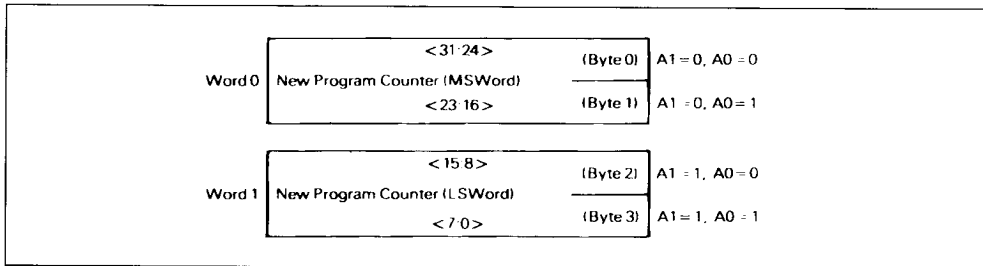 <31:24>
(Byte 0) A1 = 0, A0 = 0
Word 0 New Program Counter (MSWord)
<23:16> (Byte 1) A1 = 0, A0 = 1
<15:8>
(Byte 2) A1 = 1, A0 = 0
Word 1 New Program Counter (LSWord)
<7:0> (Byte 3) A1 = 1, A0 = 1